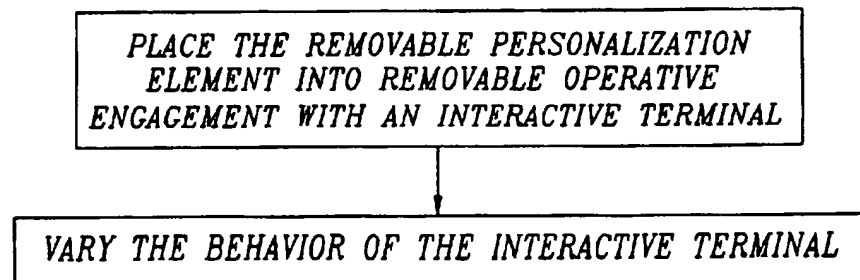 PLACE THE REMOVABLE PERSONALIZATION
ELEMENT INTO REMOVABLE OPERATIVE
ENGAGEMENT WITH AN INTERACTIVE TERMINAL
VARY THE BEHAVIOR OF THE INTERACTIVE TERMINAL